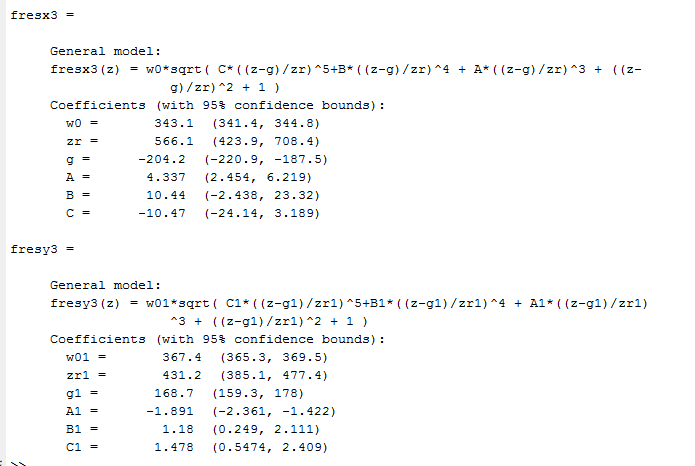 fresx3 =
General model:
fresx3(z) = w0*sqrt( C*((z-g)/zr)^5+B*((z-g)/zr)^4 + A*((z-g)/zr)^3 + ((z-
g)/zr)^2 + 1 )
Coefficients (with 95% confidence bounds):
w0 = 343.1 (341.4, 344.8)
zr = 566.1 (423.9, 708.4)
g = -204.2 (-220.9, -187.5)
A = 4.337 (2.454, 6.219)
B = 10.44 (-2.438, 23.32)
C = -10.47 (-24.14, 3.189)
fresy3 =
General model:
fresy3(z) = w01*sqrt( C1*((z-g1)/zr1)^5+B1*((z-g1)/zr1)^4 + A1*((z-g1)/zr1)
^3 + ((z-g1)/zr1)^2 + 1 )
Coefficients (with 95% confidence bounds):
w01 = 367.4 (365.3, 369.5)
zr1 = 431.2 (385.1, 477.4)
g1 = 168.7 (159.3, 178)
A1 = -1.891 (-2.361, -1.422)
B1 = 1.18 (0.249, 2.111)
C1 = 1.478 (0.5474, 2.409)
>>